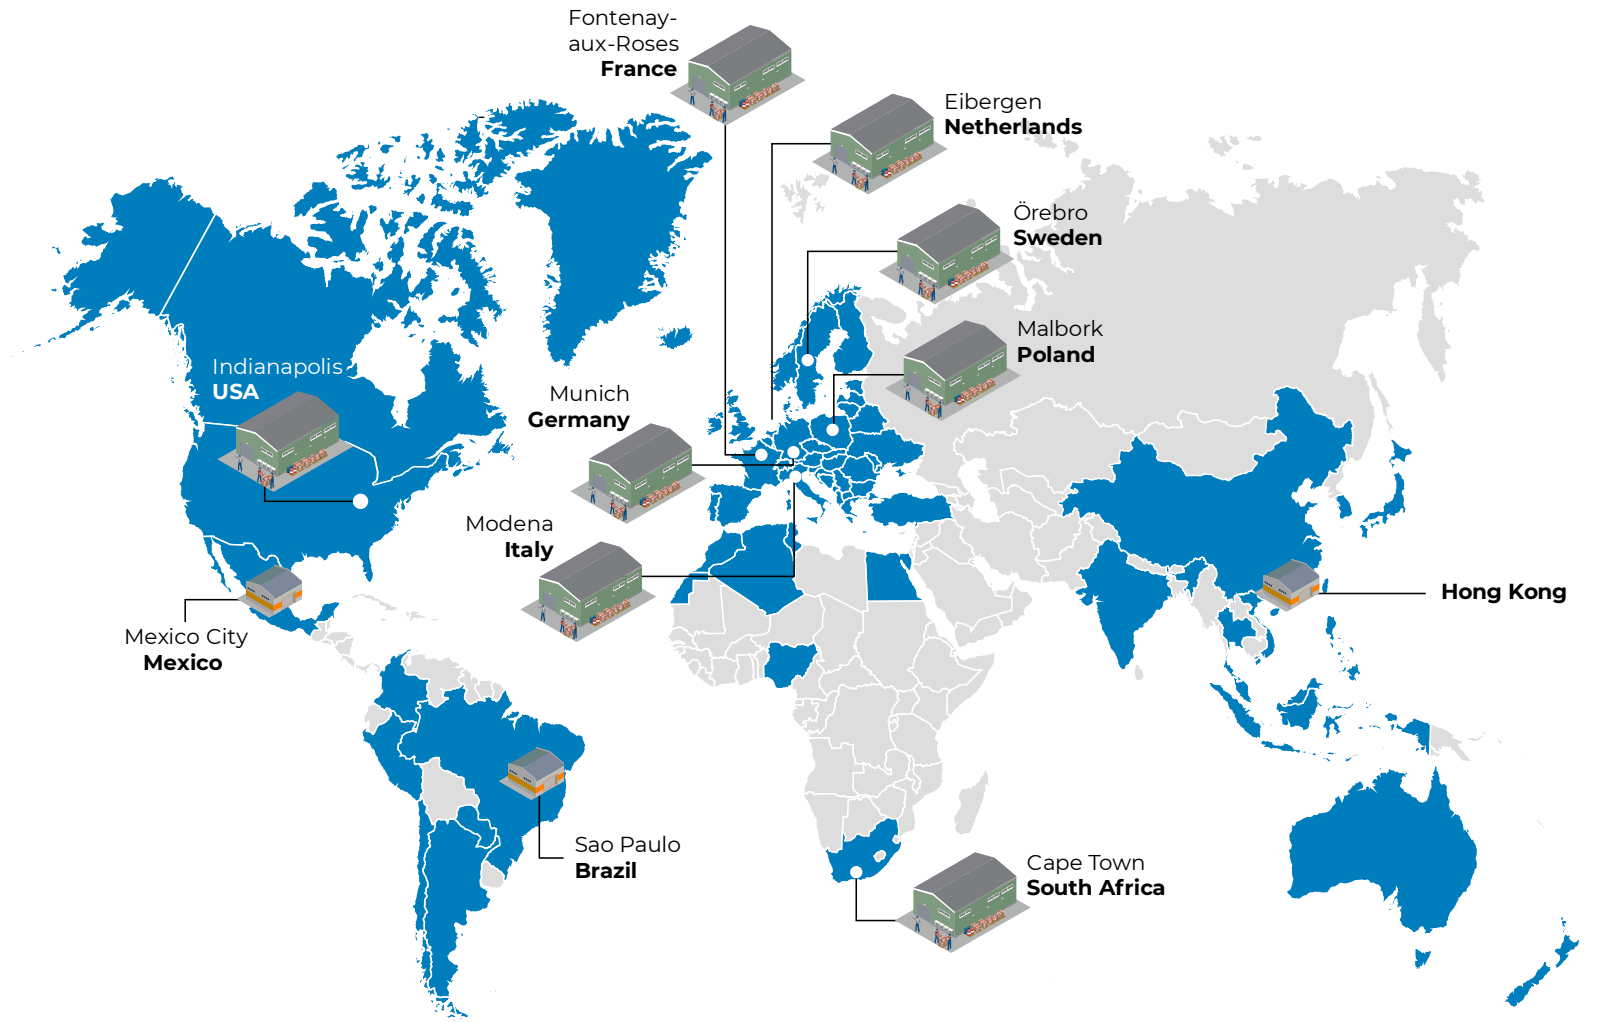 Fontenay-
aux-Roses
France
Eibergen
Netherlands
Örebro
Sweden
Malbork
Poland
Indianapolis
USA
Munich
Germany
Modena
Italy
Hong Kong
Mexico City
Mexico
Sao Paulo
Brazil
Cape Town
South Africa